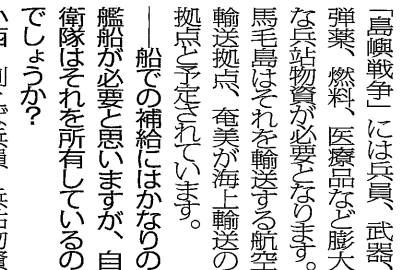 「島嶼戦争」には兵員、武器、
弾薬、燃料、医療品など膨大
な兵站物資が必要となります。
馬毛島はそれを輸送する航空
輸送拠点、奄美が海上輸送の
拠点と予定されています。
――船での補給にはかなりの
艦船が必要と思いますが、自
衛隊はそれを所有しているの
でしょうか?